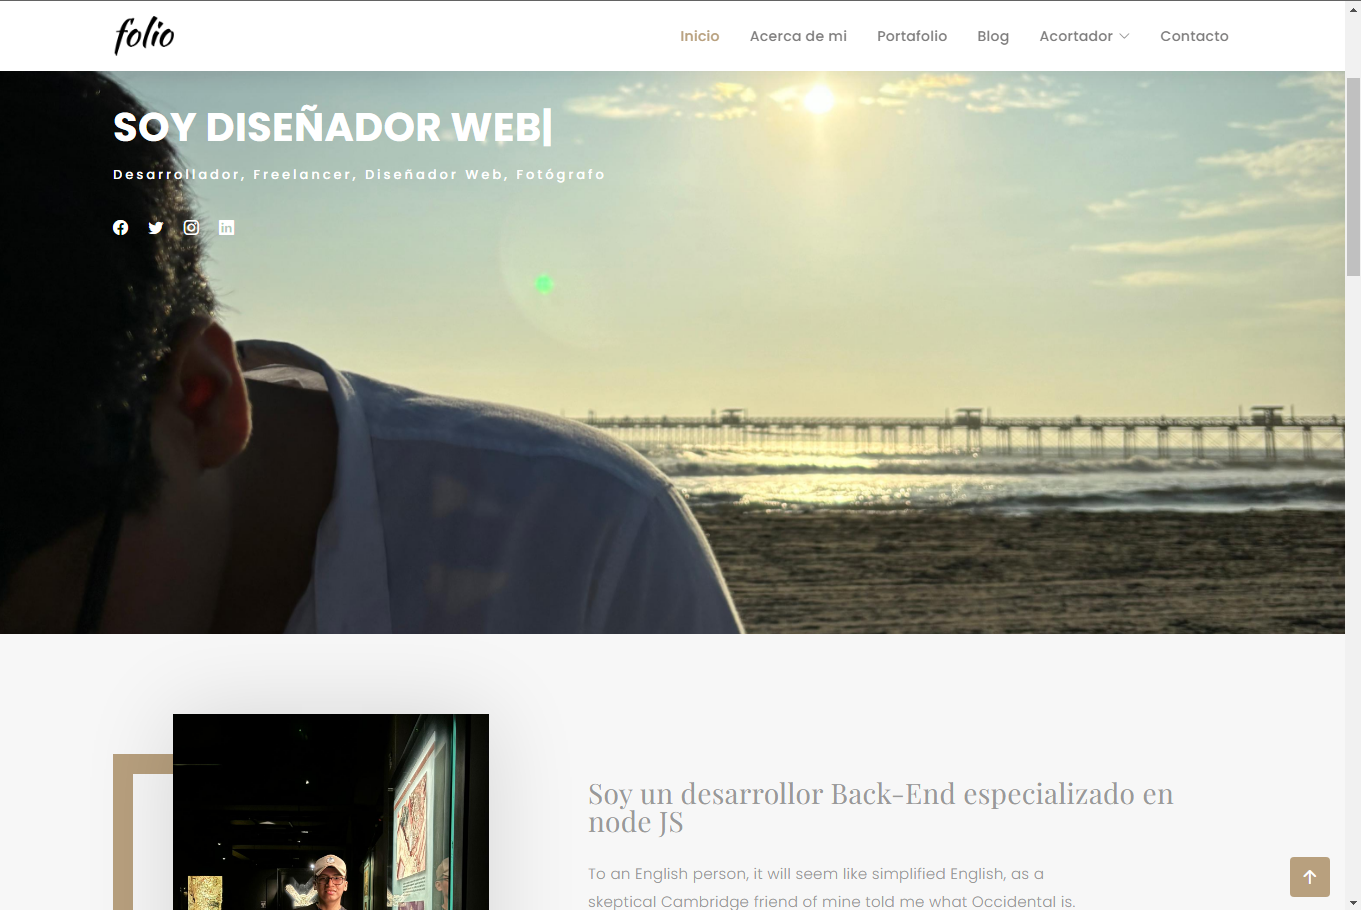 folio
Inicio Acerca de mi Portafolio Blog Acortador Contacto
SOY DISEÑADOR WEB|
Desarrollador, Freelancer, Diseñador Web, Fotógrafo
Soy un desarrollor Back-End especializado en
node JS
To an English person, it will seem like simplified English, as a
skeptical Cambridge friend of mine told me what Occidental is.